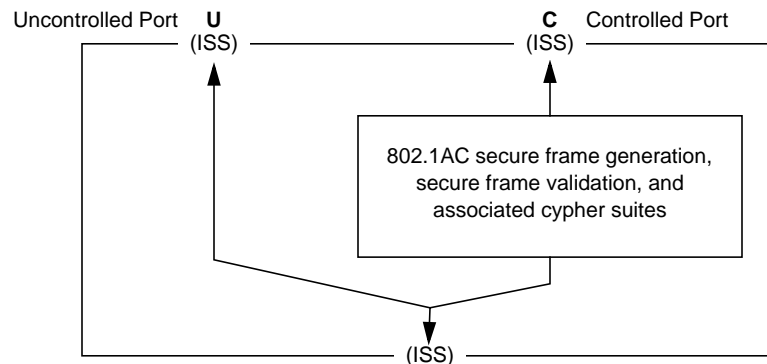 Uncontrolled Port U C Controlled Port
(ISS) (ISS)
802.1AC secure frame generation,
secure frame validation, and
associated cypher suites
(ISS)